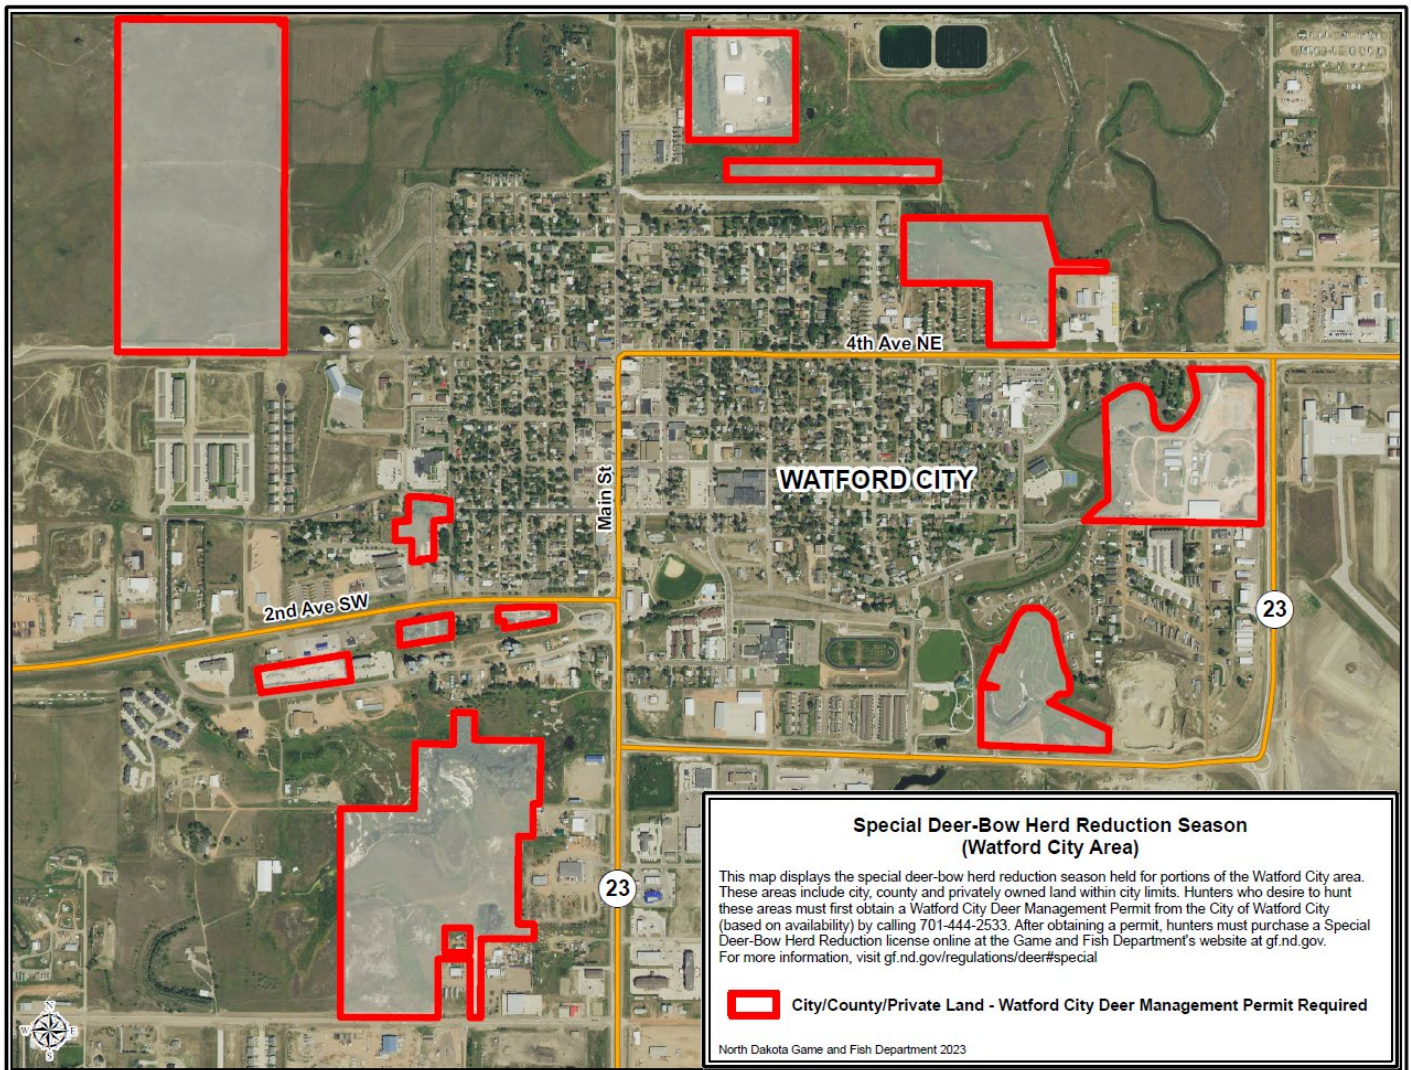 4th Ave NE
WATFORD CITY
Main St
2nd Ave SW
23
23
Special Deer-Bow Herd Reduction Season
(Watford City Area)
This map displays the special deer-bow herd reduction season held for portions of the Watford City area.
These areas include city, county and privately owned land within city limits. Hunters who desire to hunt
these areas must first obtain a Watford City Deer Management Permit from the City of Watford City
(based on availability) by calling 701-444-2533. After obtaining a permit, hunters must purchase a Special
Deer-Bow Herd Reduction license online at the Game and Fish Department's website at gf.nd.gov.
For more information, visit gf.nd.gov/regulations/deer#special
City/County/Private Land - Watford City Deer Management Permit Required
North Dakota Game and Fish Department 2023
N
W E
S